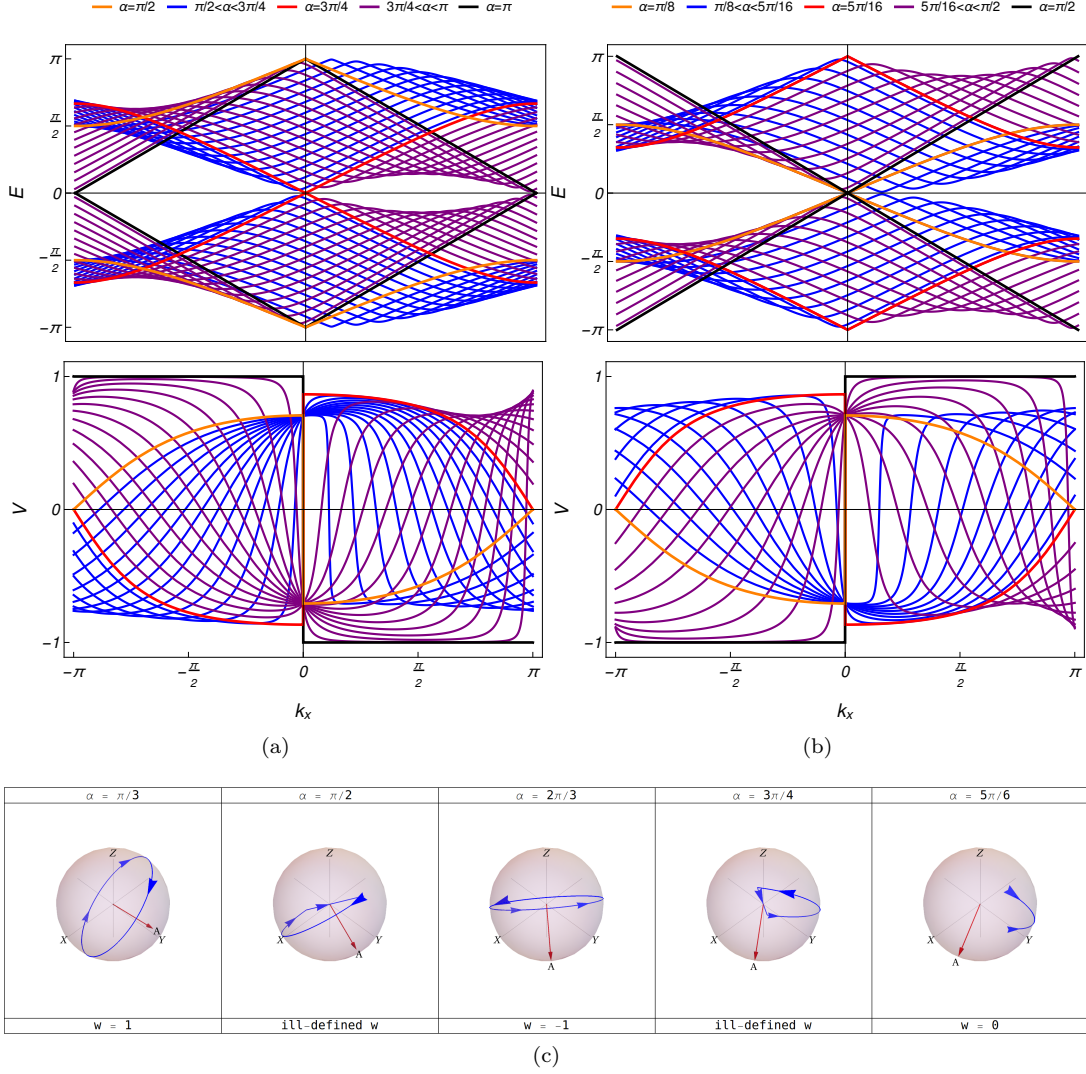 α=π/2 π/2<α<3π/4 α=3π/4 3π/4<α<π α=π
α=π/8 π/8<α<5π/16 α=5π/16 5π/16<α<π/2 α=π/2
π
π/2
0
-π/2
-π
E
π
π/2
0
-π/2
-π
E
1
0
-1
V
-π -π/2 0 π/2 π
k_x
1
0
-1
V
-π -π/2 0 π/2 π
k_x
(a) (b)
α = π/3 α = π/2 α = 2π/3 α = 3π/4 α = 5π/6
Z X Y A
Z X Y A
Z X Y A
Z X Y A
Z X Y A
w = 1 ill-defined w w = -1 ill-defined w w = 0
(c)